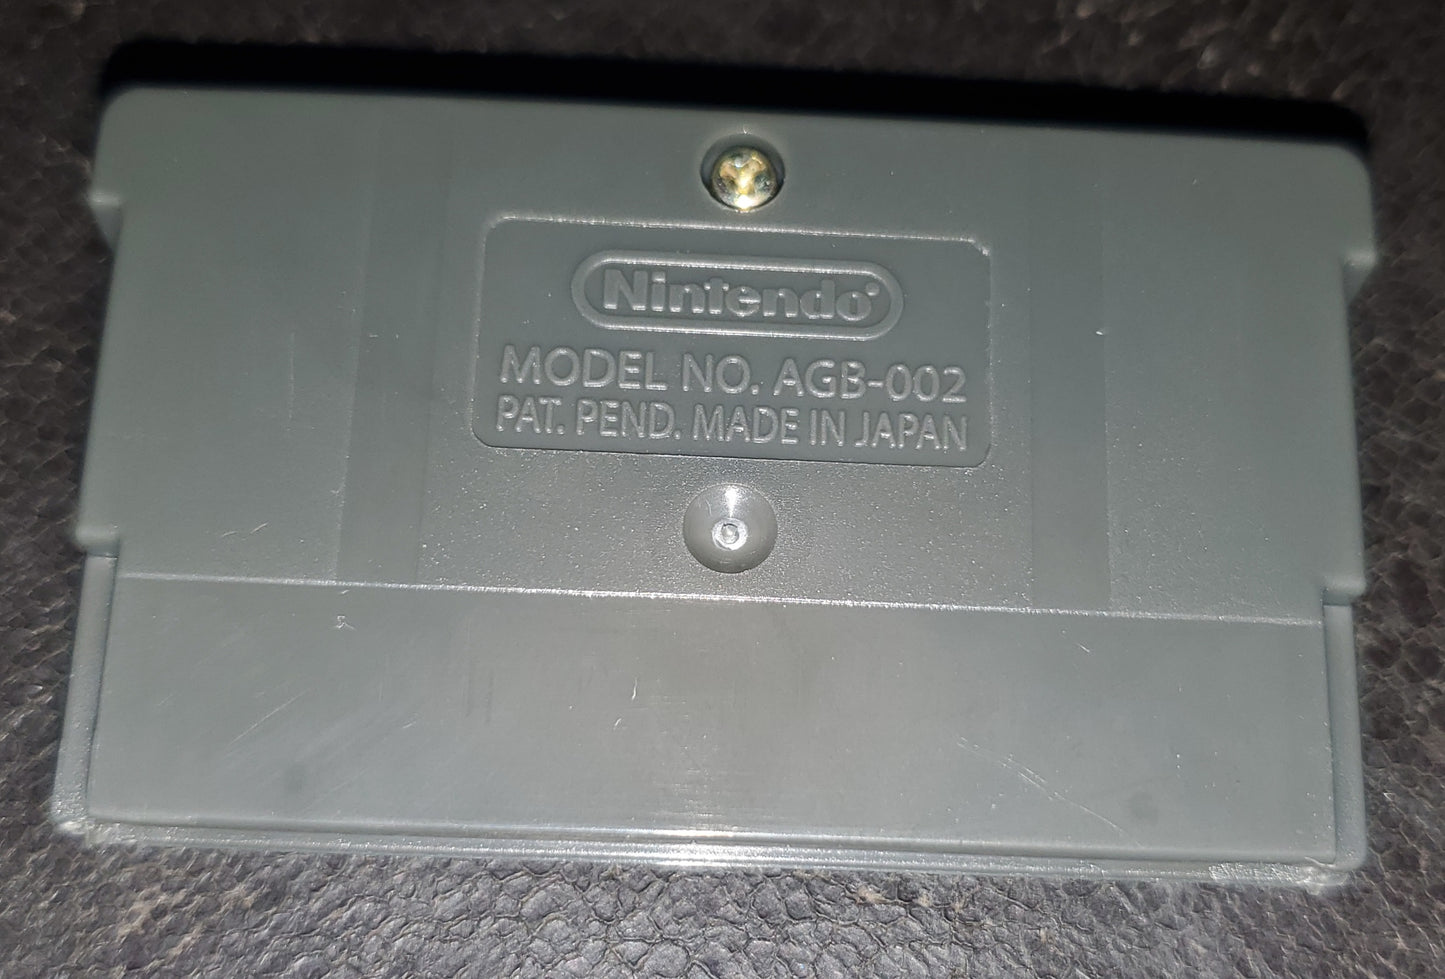 Nintendo®
MODEL NO. AGB-002
PAT. PEND. MADE IN JAPAN